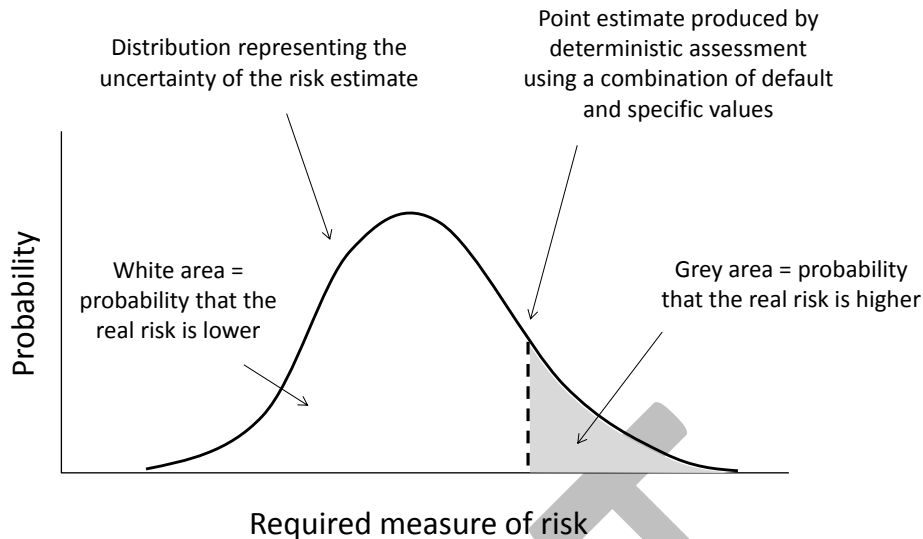 Distribution representing the
uncertainty of the risk estimate
Point estimate produced by
deterministic assessment
using a combination of default
and specific values
Probability
White area =
probability that the
real risk is lower
Grey area = probability
that the real risk is higher
Required measure of risk